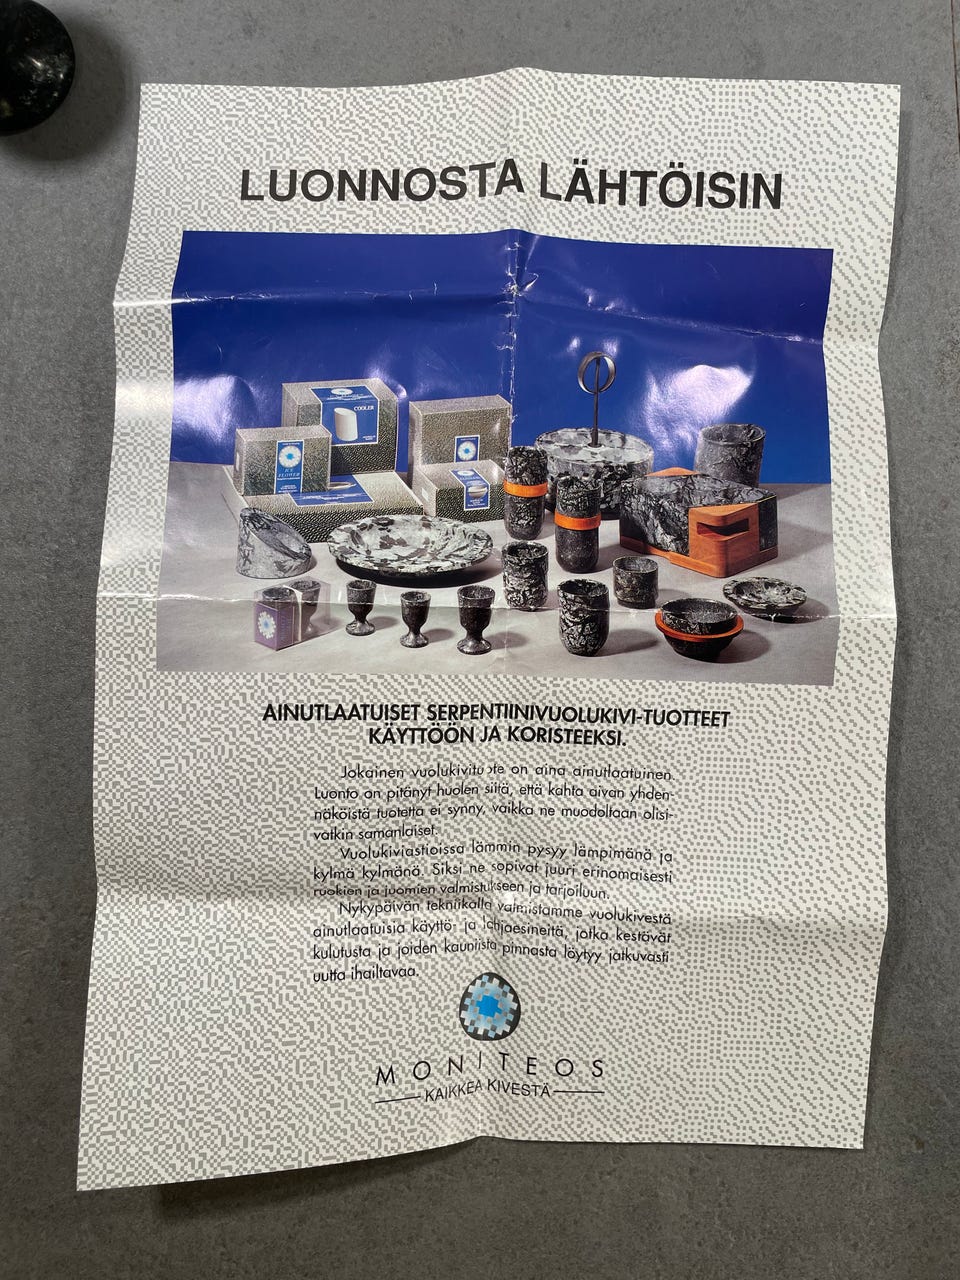 LUONNOSTA LÄHTÖISIN
COOLER
ICE
FLOWER
AINUTLAATUISET SERPENTIINIVUOLUKIVI-TUOTTEET
KÄYTTÖÖN JA KORISTEEKSI.
Jokainen vuolukivituote on aina ainutlaatuinen.
Luonto on pitänyt huolen siitä, että kahta aivan yhden-
näköistä tuotetta ei synny, vaikka ne muodoltaan olisi-
vatkin samanlaiset.
Vuolukiviastioissa lämmin pysyy lämpimänä ja
kylmä kylmänä. Siksi ne sopivat juuri erinomaisesti
ruokien ja juomien valmistukseen ja tarjoiluun.
Nykypäivän tekniikalla valmistamme vuolukivestä
ainutlaatuisia käyttö- ja lahjaesineitä, jotka kestävät
kulutusta ja joiden kauniista pinnasta löytyy jatkuvasti
uutta ihailtavaa.
MONITEOS
KAIKKEA KIVESTÄ